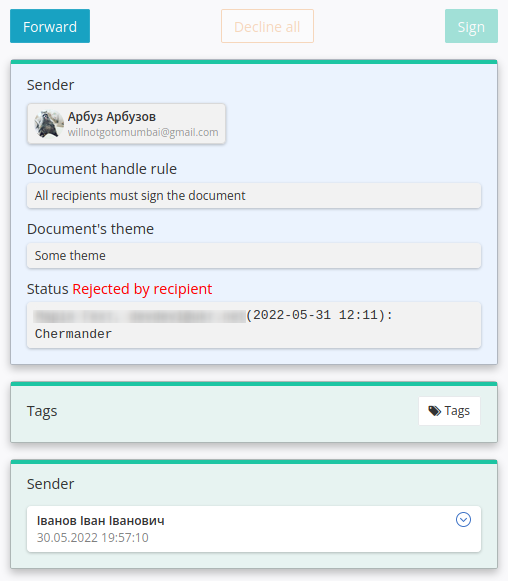 Forward
Decline all
Sign
Sender
Арбуз Арбузов
willnotgotomumbai@gmail.com
Document handle rule
All recipients must sign the document
Document's theme
Some theme
Status Rejected by recipient
(2022-05-31 12:11):
Chermander
Tags
Tags
Sender
Іванов Іван Іванович
30.05.2022 19:57:10